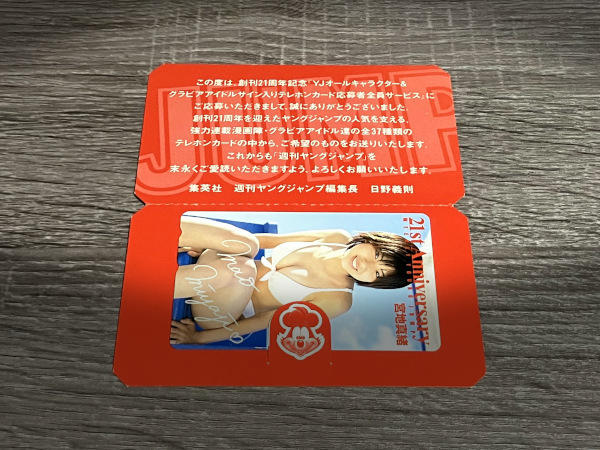 JUMP
この度は、創刊21周年記念「YJオールキャラクター&
グラビアアイドルサイン入りテレホンカード応募者全員サービス」に
ご応募いただきまして、誠にありがとうございました。
創刊21周年を迎えたヤングジャンプの人気を支える、
強力連載漫画陣・グラビアアイドル達の全37種類の
テレホンカードの中から、ご希望のものをお送りいたします。
これからも「週刊ヤングジャンプ」を
末永くご愛読いただきますよう、よろしくお願いいたします。
集英社 週刊ヤングジャンプ編集長 日野義則
21st Anniversary
宮地真緒
Mao Miyaji